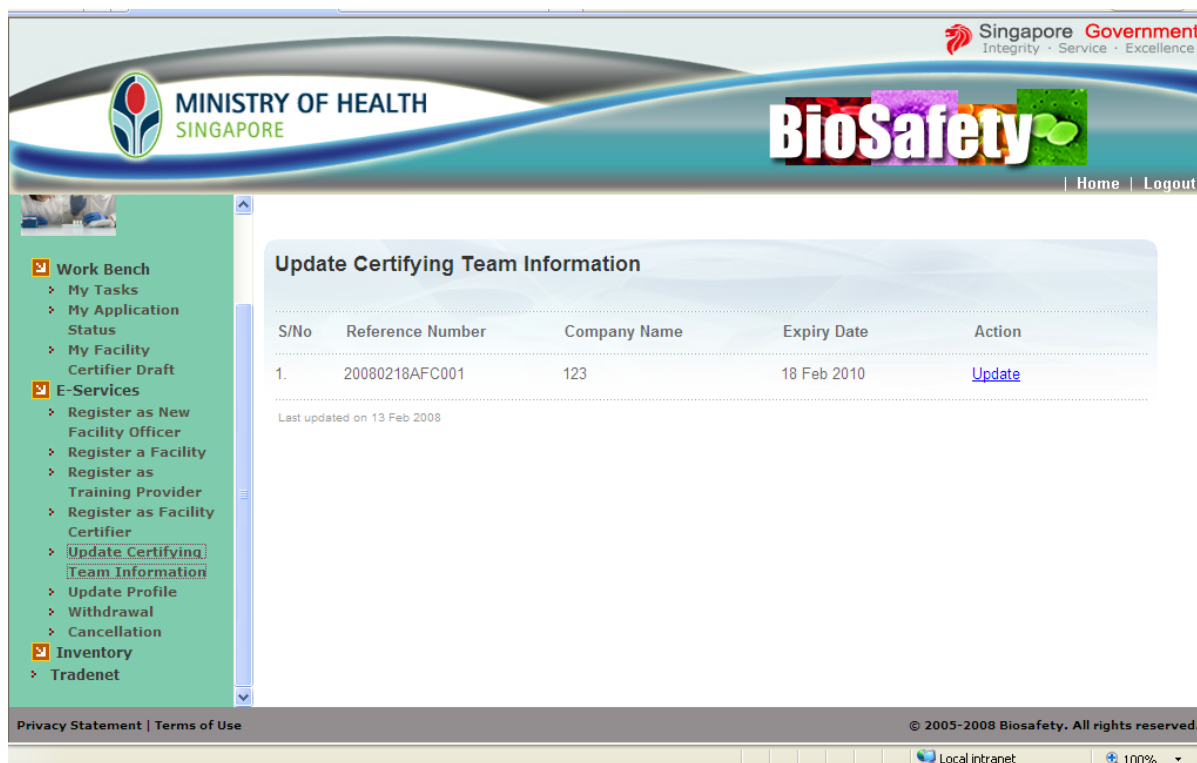 Singapore Government
Integrity · Service · Excellence
MINISTRY OF HEALTH
SINGAPORE
BioSafety
| Home | Logout
Work Bench
My Tasks
My Application
Status
My Facility
Certifier Draft
E-Services
Register as New
Facility Officer
Register a Facility
Register as
Training Provider
Register as Facility
Certifier
Update Certifying
Team Information
Update Profile
Withdrawal
Cancellation
Inventory
Tradenet
Update Certifying Team Information
S/No Reference Number Company Name Expiry Date Action
1. 20080218AFC001 123 18 Feb 2010 Update
Last updated on 13 Feb 2008
Privacy Statement | Terms of Use
© 2005-2008 Biosafety. All rights reserved.
Local intranet 100%